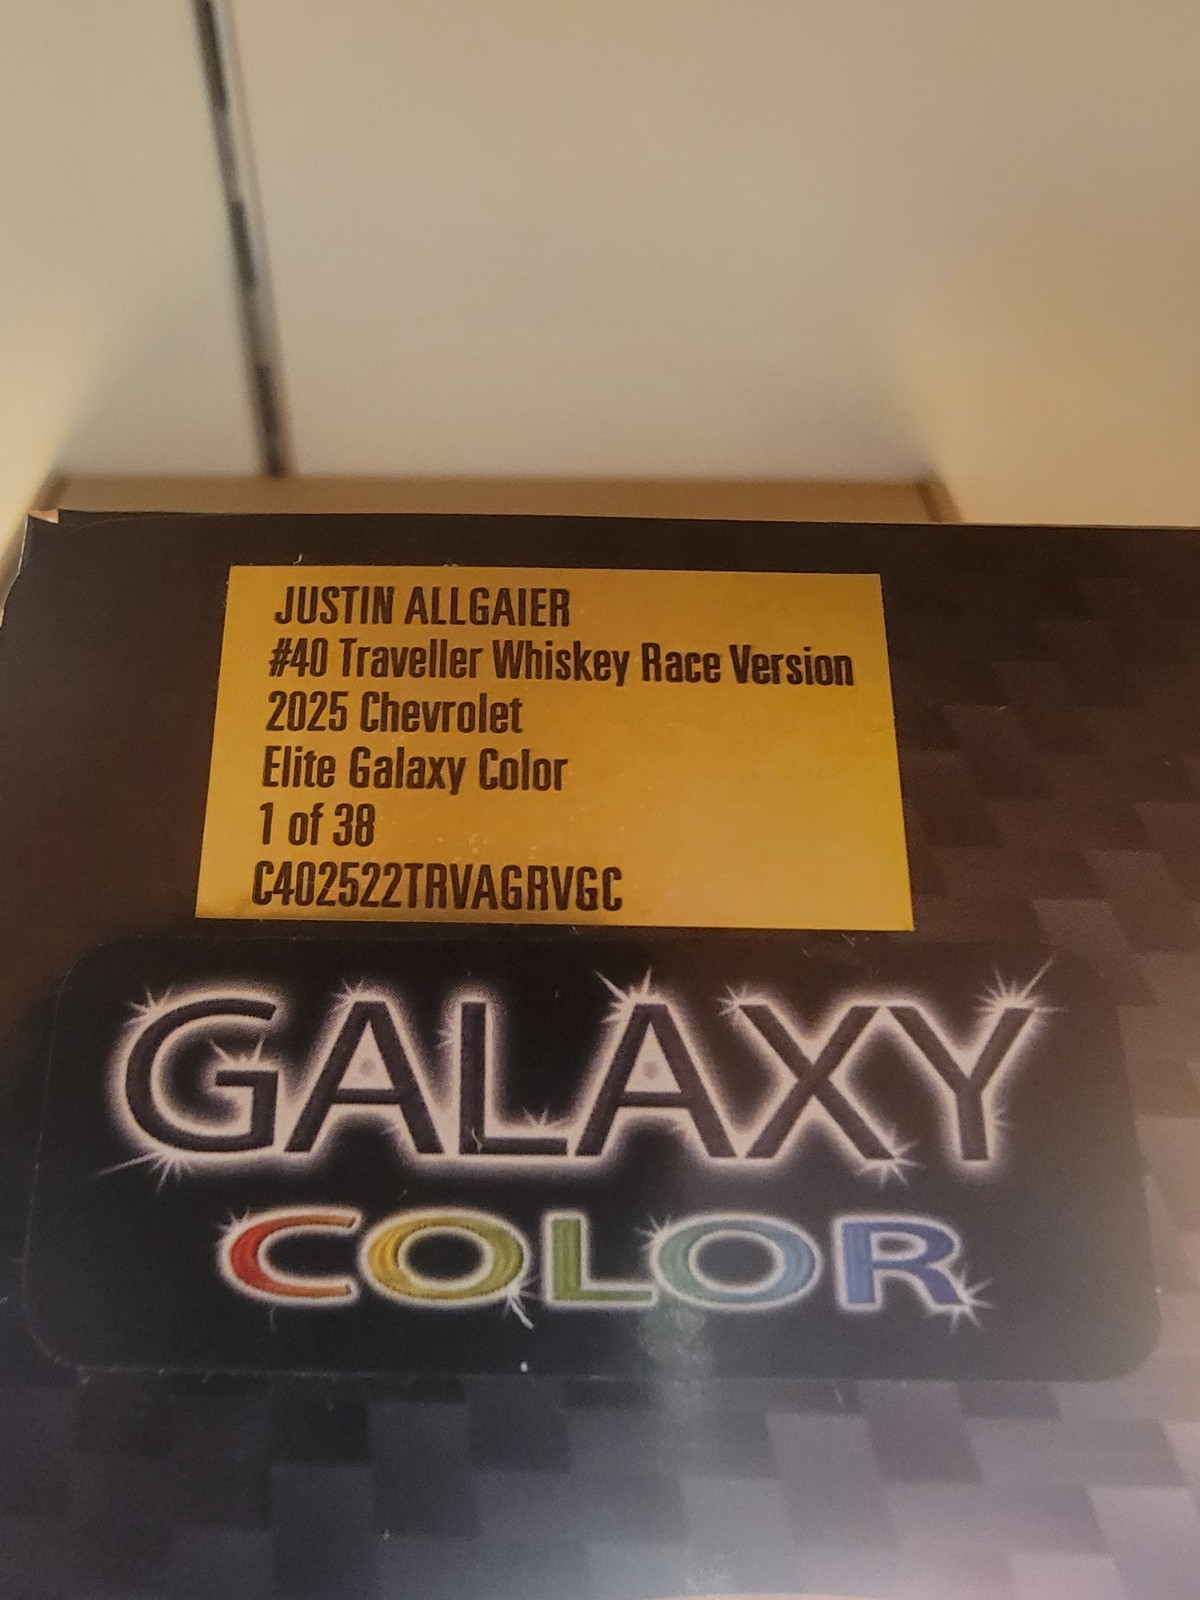 JUSTIN ALLGAIER
#40 Traveller Whiskey Race Version
2025 Chevrolet
Elite Galaxy Color
1 of 38
C402522TRVAGRVGC
GALAXY
COLOR